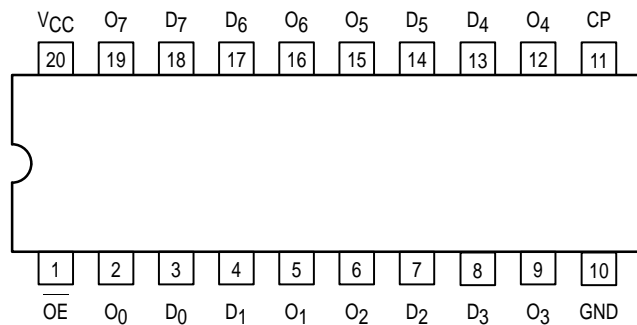 VCC O7 D7 D6 O6 O5 D5 D4 O4 CP
20 19 18 17 16 15 14 13 12 11
1 2 3 4 5 6 7 8 9 10
OE O0 D0 D1 O1 O2 D2 D3 O3 GND